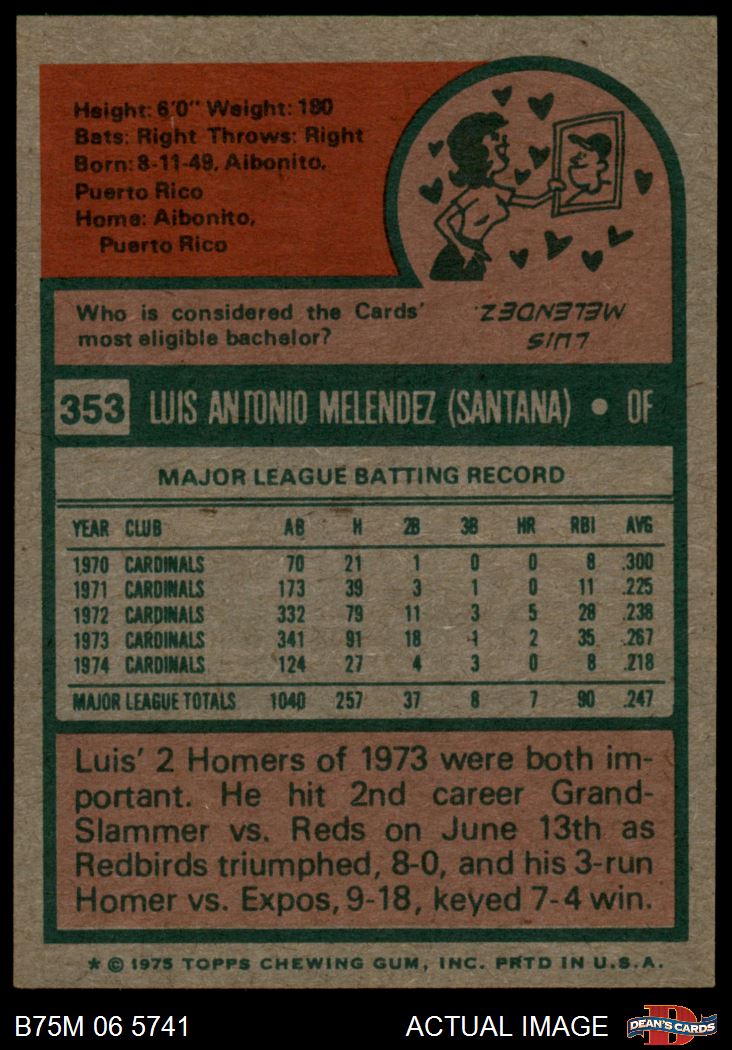 Height: 6'0" Weight: 180
Bats: Right Throws: Right
Born: 8-11-49, Aibonito,
Puerto Rico
Home: Aibonito,
Puerto Rico
Who is considered the Cards'
most eligible bachelor?
LUIS
MELENDEZ.
353 LUIS ANTONIO MELENDEZ (SANTANA) • OF
MAJOR LEAGUE BATTING RECORD
YEAR CLUB AB H 2B 3B HR RBI AVG
1970 CARDINALS 70 21 1 0 0 8 .300
1971 CARDINALS 173 39 3 1 0 11 .225
1972 CARDINALS 332 79 11 3 5 28 .238
1973 CARDINALS 341 91 18 1 2 35 .267
1974 CARDINALS 124 27 4 3 0 8 .218
MAJOR LEAGUE TOTALS 1040 257 37 8 7 90 .247
Luis' 2 Homers of 1973 were both im-
portant. He hit 2nd career Grand-
Slammer vs. Reds on June 13th as
Redbirds triumphed, 8-0, and his 3-run
Homer vs. Expos, 9-18, keyed 7-4 win.
* © 1975 TOPPS CHEWING GUM, INC. PRTD IN U.S.A.
B75M 06 5741 ACTUAL IMAGE DEAN'S CARDS